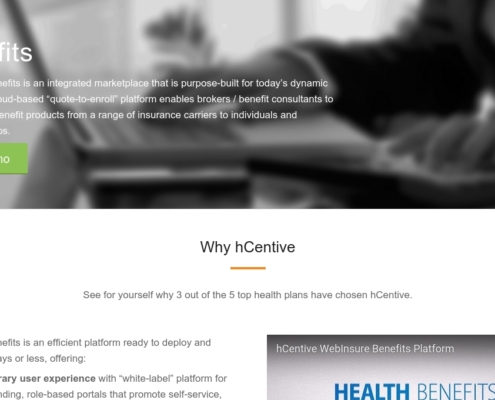 fits
nefits is an integrated marketplace that is purpose-built for today's dynamic
ud-based "quote-to-enroll" platform enables brokers / benefit consultants to
enefit products from a range of insurance carriers to individuals and
os.
no
Why hCentive
See for yourself why 3 out of the 5 top health plans have chosen hCentive.
nefits is an efficient platform ready to deploy and
ays or less, offering:
rary user experience with "white-label" platform for
nding, role-based portals that promote self-service,
hCentive WebInsure Benefits Platform
HEALTH BENEFITS